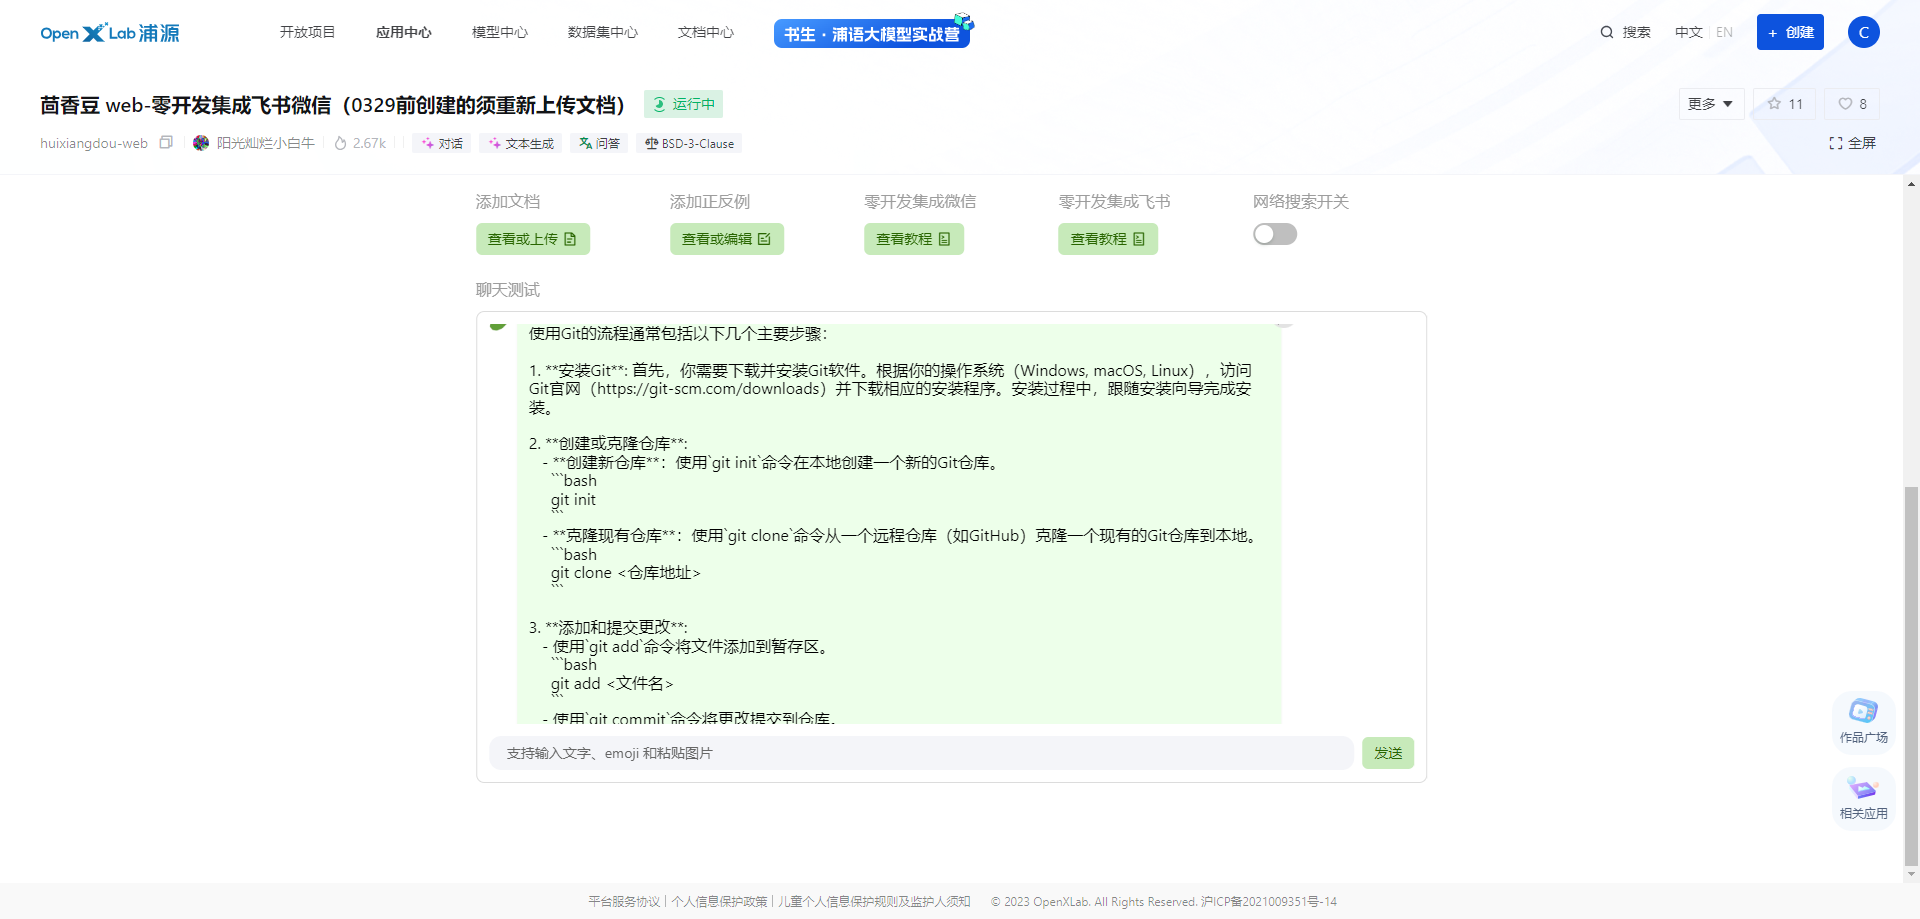 OpenXLab浦源
开放项目
应用中心
模型中心
数据集中心
文档中心
书生·浦语大模型实战营
搜索
中文 EN
+ 创建
C
茴香豆 web-零开发集成飞书微信（0329前创建的须重新上传文档）
运行中
更多
11
8
huixiangdou-web
阳光灿烂小白牛
2.67k
对话
文本生成
问答
BSD-3-Clause
全屏
添加文档
添加正反例
零开发集成微信
零开发集成飞书
网络搜索开关
查看或上传
查看或编辑
查看教程
查看教程
聊天测试
使用Git的流程通常包括以下几个主要步骤：
1. **安装Git**: 首先，你需要下载并安装Git软件。根据你的操作系统（Windows, macOS, Linux），访问
Git官网（https://git-scm.com/downloads）并下载相应的安装程序。安装过程中，跟随安装向导完成安
装。
2. **创建或克隆仓库**:
- **创建新仓库**：使用`git init`命令在本地创建一个新的Git仓库。
```bash
git init
```
- **克隆现有仓库**：使用`git clone`命令从一个远程仓库（如GitHub）克隆一个现有的Git仓库到本地。
```bash
git clone <仓库地址>
```
3. **添加和提交更改**:
- 使用`git add`命令将文件添加到暂存区。
```bash
git add <文件名>
```
- 使用`git commit`命令将更改提交到仓库。
支持输入文字、emoji 和粘贴图片
发送
作品广场
相关应用
平台服务协议 | 个人信息保护政策 | 儿童个人信息保护规则及监护人须知 © 2023 OpenXLab. All Rights Reserved. 沪ICP备2021009351号-14